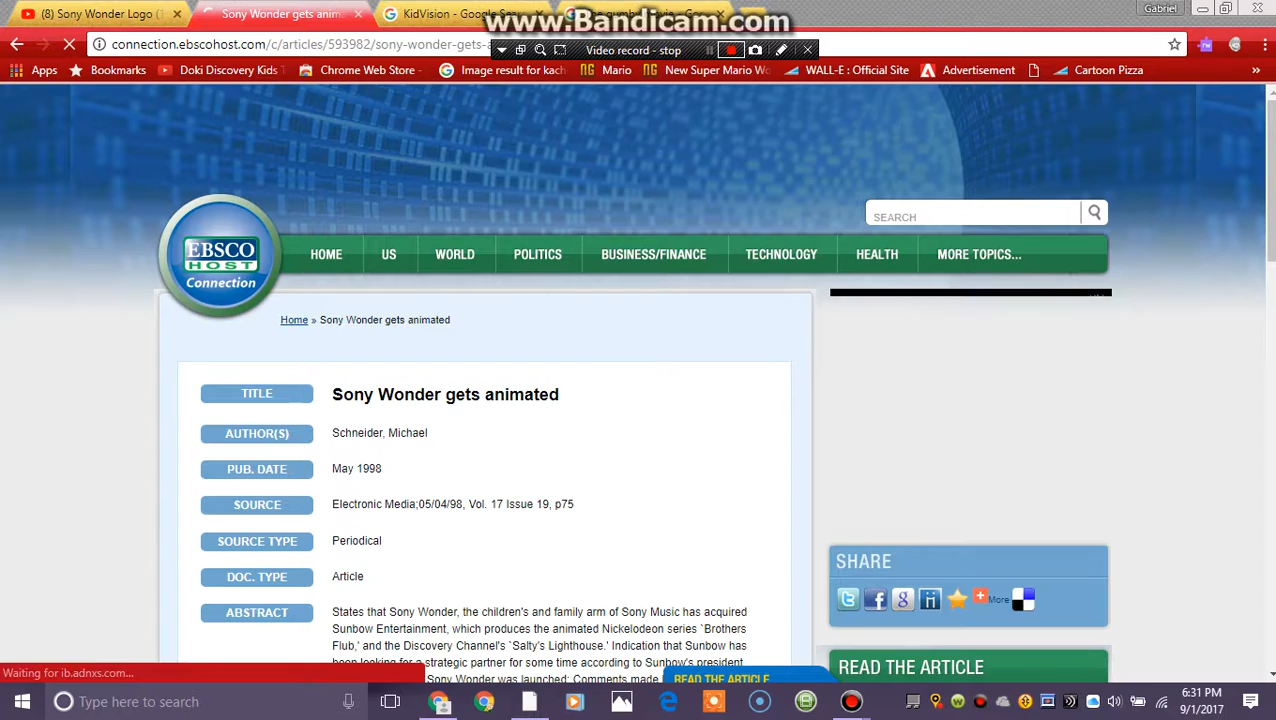 www.Bandicam.com
(8) Sony Wonder Logo (
Sony Wonder gets anim
KidVision - Google Se
Gabriel
connection.ebscohost.com/c/articles/593982/sony-wonder-gets-a
Video record - stop
Apps
Bookmarks
Doki Discovery Kids
Chrome Web Store -
Image result for kach
Mario
New Super Mario Wo
WALL-E : Official Site
Advertisement
Cartoon Pizza
»
SEARCH
EBSCO
HOST
Connection
HOME US WORLD POLITICS BUSINESS/FINANCE TECHNOLOGY HEALTH MORE TOPICS...
Home » Sony Wonder gets animated
TITLE Sony Wonder gets animated
AUTHOR(S) Schneider, Michael
PUB. DATE May 1998
SOURCE Electronic Media;05/04/98, Vol. 17 Issue 19, p75
SOURCE TYPE Periodical
DOC. TYPE Article
ABSTRACT States that Sony Wonder, the children's and family arm of Sony Music has acquired
Sunbow Entertainment, which produces the animated Nickelodeon series `Brothers
Flub,' and the Discovery Channel's `Salty's Lighthouse.' Indication that Sunbow has
been looking for a strategic partner for some time according to Sunbow's president
Sony Wonder was launched; Comments made
SHARE
More
READ THE ARTICLE
READ THE ARTICLE
Waiting for ib.adnxs.com...
Type here to search
6:31 PM
9/1/2017